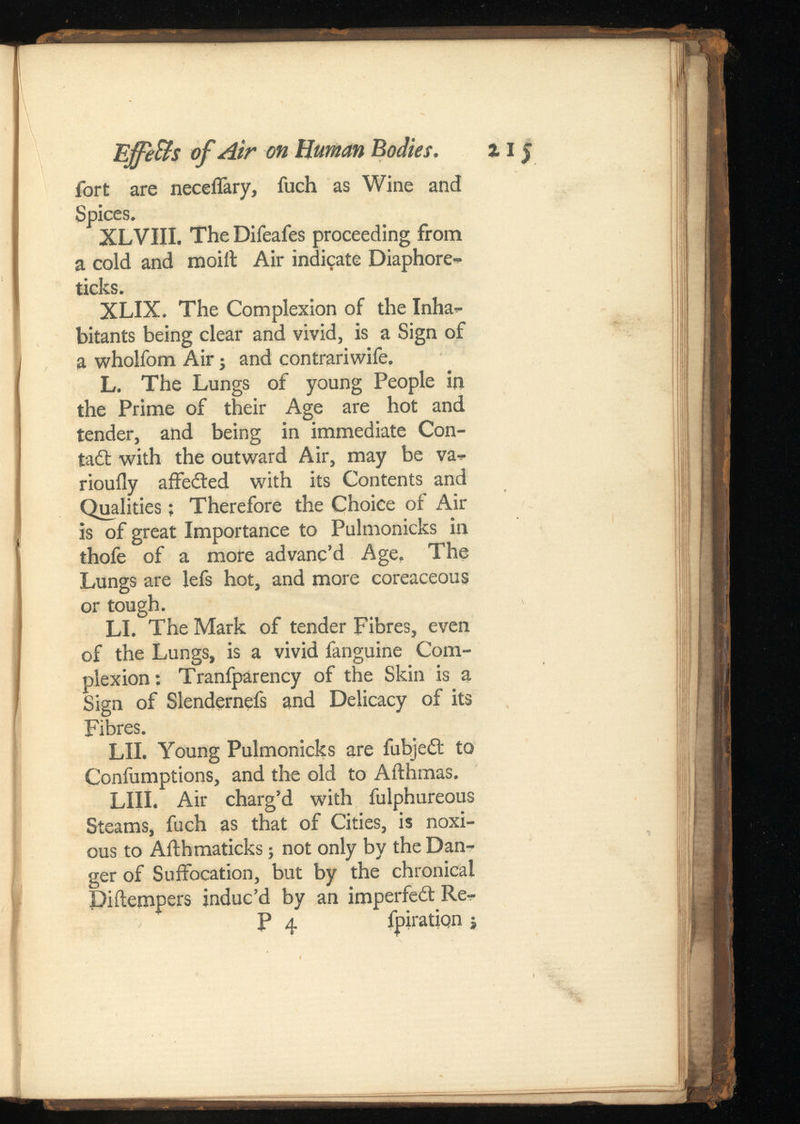 Effects of Air on Human Bodies. 215
ſort are neceſſary, ſuch as Wine and
Spices.
XLVIII. The Diſeaſes proceeding from
a cold and moiſt Air indicate Diaphore-
ticks.
XLIX. The Complexion of the Inha-
bitants being clear and vivid, is a Sign of
a wholſom Air; and contrariwiſe.
L. The Lungs of young People in
the Prime of their Age are hot and
tender, and being in immediate Con-
tact with the outward Air, may be va-
riouſly affected with its Contents and
Qualities; Therefore the Choice of Air
is of great Importance to Pulmonicks in
thoſe of a more advanc'd Age. The
Lungs are leſs hot, and more coreaceous
or tough.
LI. The Mark of tender Fibres, even
of the Lungs, is a vivid ſanguine Com-
plexion: Tranſparency of the Skin is a
Sign of Slenderneſs and Delicacy of its
Fibres.
LII. Young Pulmonicks are ſubject to
Conſumptions, and the old to Aſthmas.
LIII. Air charg'd with ſulphureous
Steams, ſuch as that of Cities, is noxi-
ous to Aſthmaticks; not only by the Dan-
ger of Suffocation, but by the chronical
Diſtempers induc'd by an imperfect Re-
P 4 ſpiration;